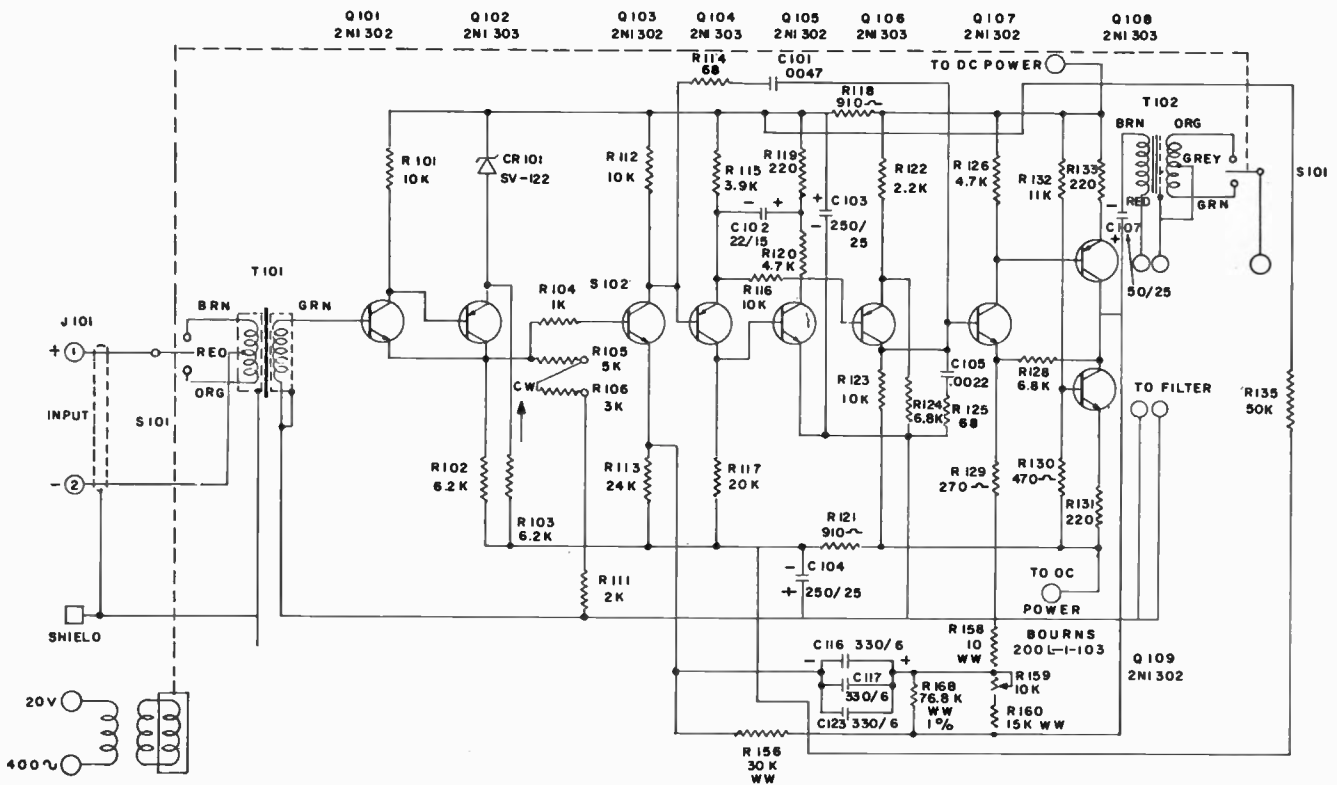 Q101
2N1302
Q102
2N1303
Q103
2N1302
Q104
2N1303
Q105
2N1302
Q106
2N1303
Q107
2N1302
Q108
2N1303
R114
68
C101
0047
TO DC POWER
R118
910~
T102
BRN
ORG
GREY
RED
GRN
S101
R101
10K
CR101
SV-122
R112
10K
R115
3.9K
R119
220
R122
2.2K
R126
4.7K
R132
11K
R133
220
- +
C102
22/15
+
-
C103
250/
25
-
+
C107
50/25
R120
4.7K
R116
10K
T101
BRN
GRN
RED
ORG
J101
+ 1
INPUT
- 2
S101
R104
1K
S102
R105
5K
CW
R106
3K
R123
10K
R124
6.8K
C105
.0022
R125
68
R128
6.8K
TO FILTER
R135
50K
R102
6.2K
R103
6.2K
R113
24K
R117
20K
R129
270~
R130
470~
R131
220
R121
910~
- C104
+ 250/25
R111
2K
TO DC
POWER
SHIELD
R158
10
WW
BOURNS
200L-1-103
Q109
2N1302
- C116 330/6 +
C117
330/6
C123 330/6
R168
76.8K
WW
1%
R159
10K
R160
15K WW
R156
30K
WW
20V
400~